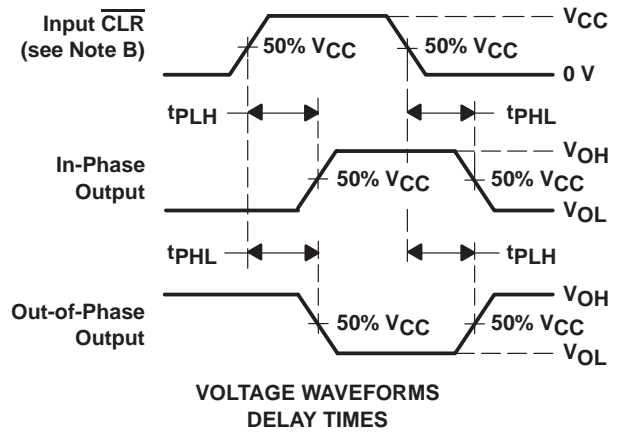 Input CLR
(see Note B)
50% VCC
50% VCC
VCC
0 V
tPLH
tPHL
In-Phase
Output
50% VCC
50% VCC
VOH
VOL
tPHL
tPLH
Out-of-Phase
Output
50% VCC
50% VCC
VOH
VOL
VOLTAGE WAVEFORMS
DELAY TIMES